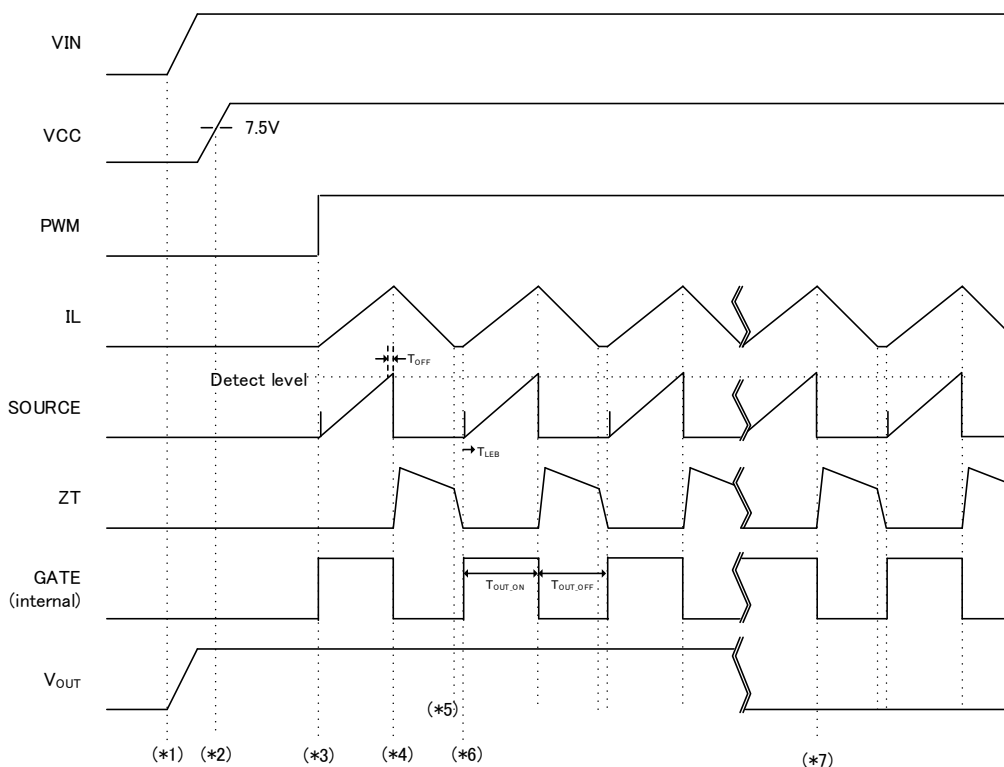 VIN
VCC
7.5V
PWM
IL
TOFF
Detect level
SOURCE
TLEB
ZT
GATE
(internal)
TOUT_ON
TOUT_OFF
VOUT
(*5)
(*1)
(*2)
(*3)
(*4)
(*6)
(*7)